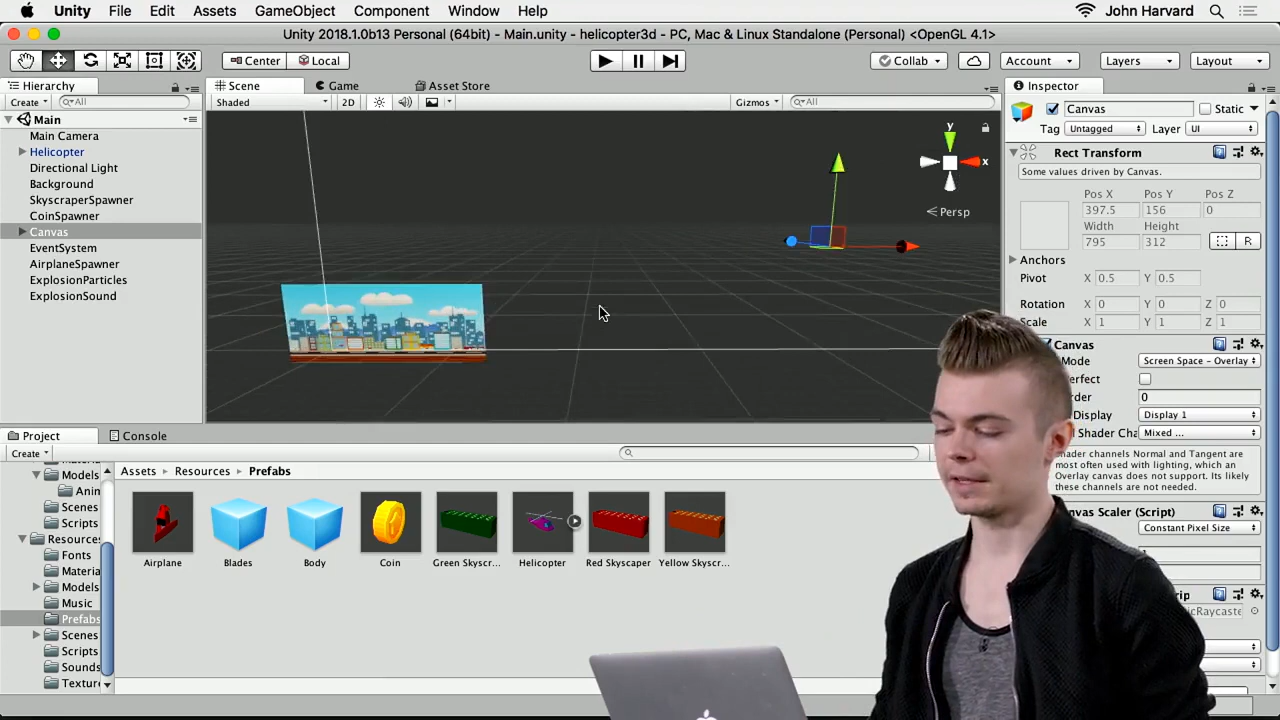 Unity File Edit Assets GameObject Component Window Help John Harvard
Unity 2018.1.0b13 Personal (64bit) - Main.unity - helicopter3d - PC, Mac & Linux Standalone (Personal) <OpenGL 4.1>
Center Local Collab Account Layers Layout
Hierarchy Scene Game Asset Store Inspector
Create All Shaded 2D Gizmos All Canvas Static
Main
Tag Untagged Layer UI
Main Camera
Helicopter
Directional Light
Background
SkyscraperSpawner
CoinSpawner
Canvas
EventSystem
AirplaneSpawner
ExplosionParticles
ExplosionSound
y
x
Persp
Rect Transform
Some values driven by Canvas.
Pos X Pos Y Pos Z
397.5 156 0
Width Height
795 312 R
Anchors
Pivot X 0.5 Y 0.5
Rotation X 0 Y 0 Z 0
Scale X 1 Y 1 Z 1
Canvas
Mode Screen Space - Overlay
erfect
order 0
Display Display 1
Shader Cha Mixed ...
hader channels Normal and Tangent are
most often used with lighting, which an
Overlay canvas does not support. Its likely
these channels are not needed.
anvas Scaler (Script)
Constant Pixel Size
rip
icRaycaste
Project Console
Create
Models
Anin
Scenes
Scripts
Resources
Fonts
Materia
Models
Music
Prefabs
Scenes
Scripts
Sounds
Texture
Assets Resources Prefabs
Airplane Blades Body Coin Green Skyscr... Helicopter Red Skyscaper Yellow Skyscr...